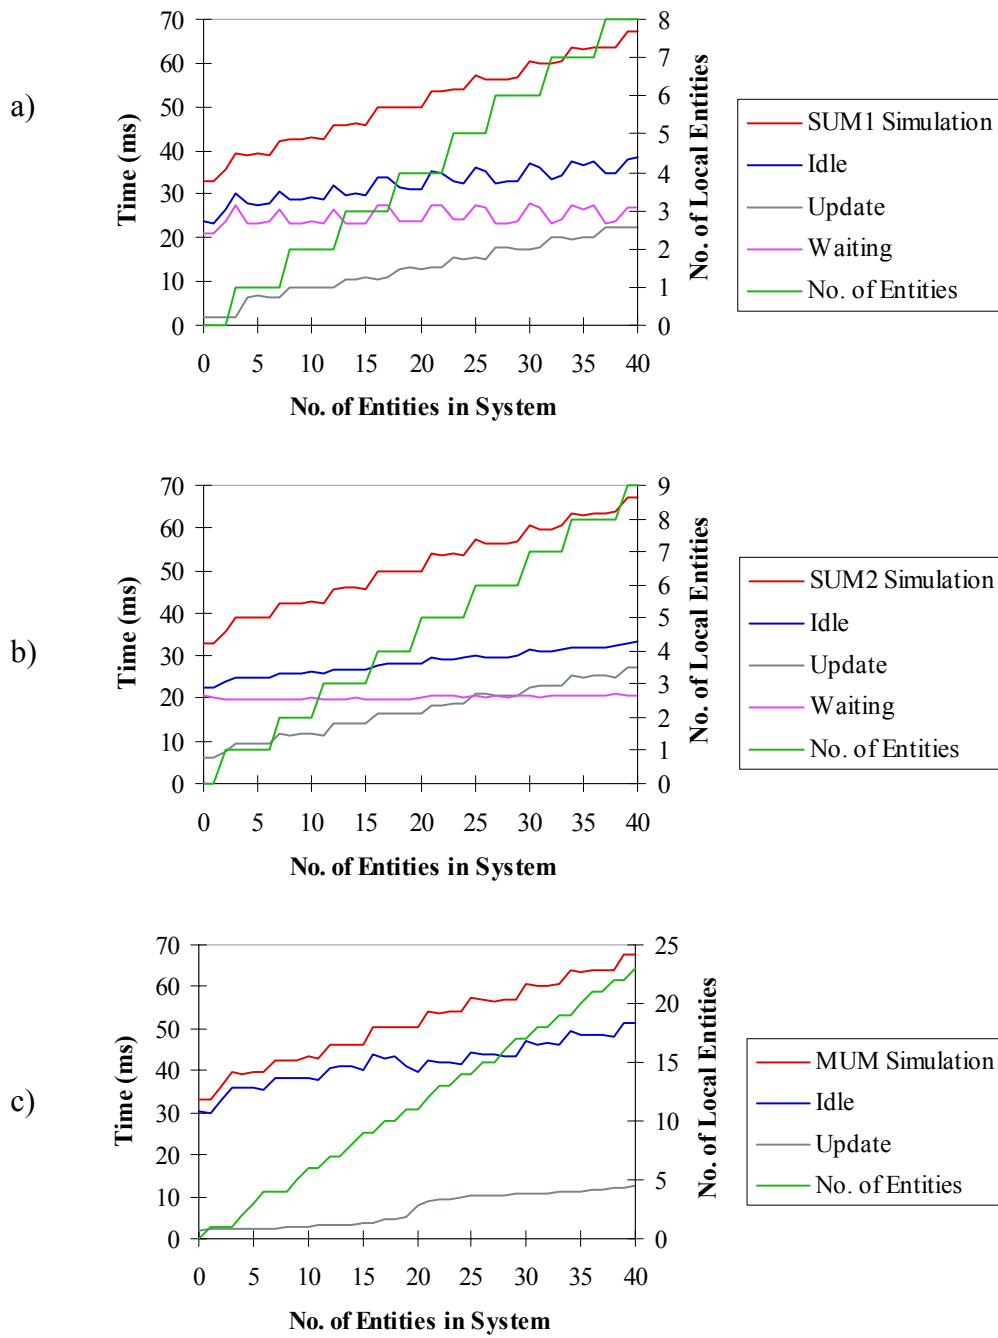 a)
Time (ms)
70
60
50
40
30
20
10
0
0 5 10 15 20 25 30 35 40
No. of Entities in System
8
7
6
5
4
3
2
1
0
No. of Local Entities
SUM1 Simulation
Idle
Update
Waiting
No. of Entities
b)
Time (ms)
70
60
50
40
30
20
10
0
0 5 10 15 20 25 30 35 40
No. of Entities in System
9
8
7
6
5
4
3
2
1
0
No. of Local Entities
SUM2 Simulation
Idle
Update
Waiting
No. of Entities
c)
Time (ms)
70
60
50
40
30
20
10
0
0 5 10 15 20 25 30 35 40
No. of Entities in System
25
20
15
10
5
0
No. of Local Entities
MUM Simulation
Idle
Update
No. of Entities